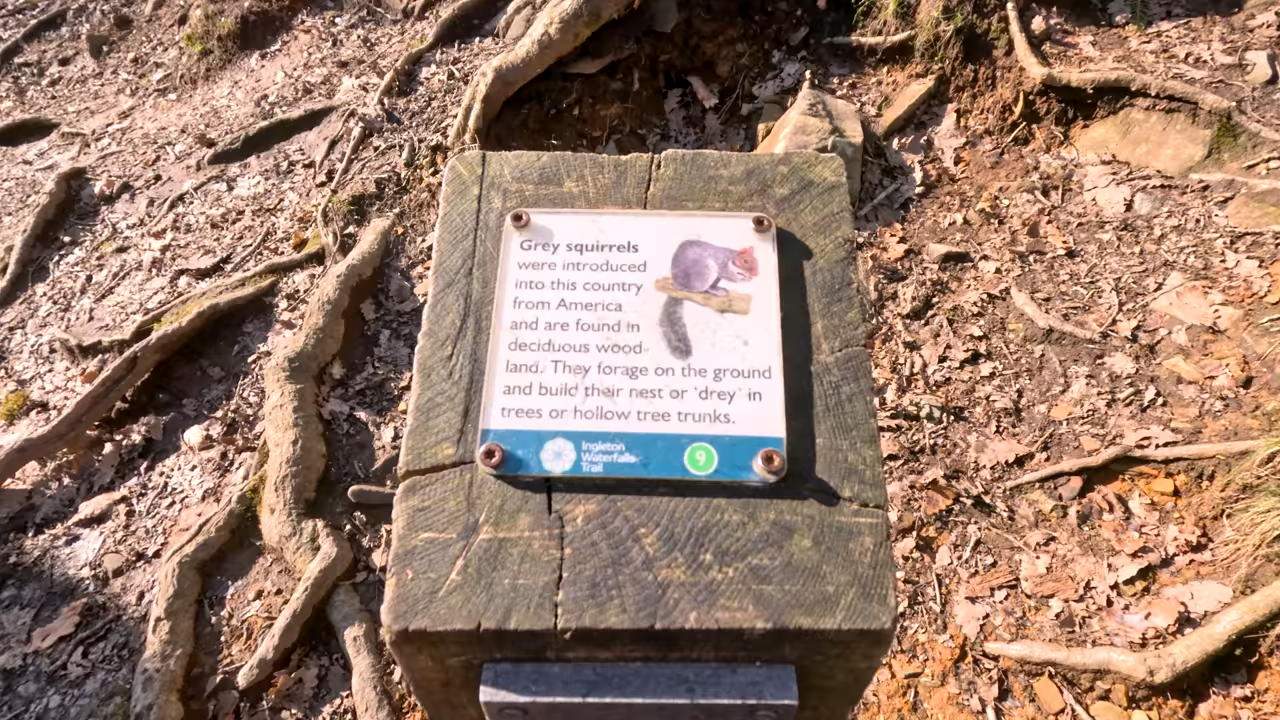 Grey squirrels
were introduced
into this country
from America
and are found in
deciduous wood-
land. They forage on the ground
and build their nest or 'drey' in
trees or hollow tree trunks.
Ingleton
Waterfalls
Trail
9